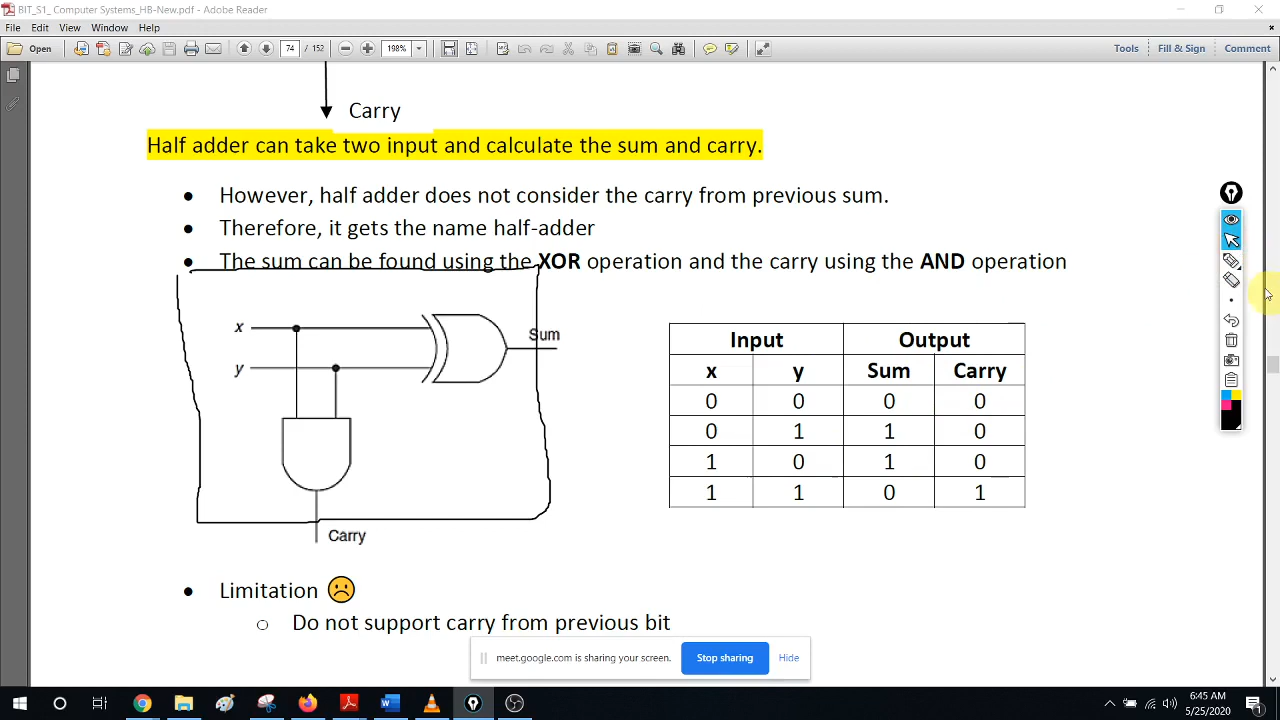 BIT_S1_ Computer Systems_HB-New.pdf - Adobe Reader
File Edit View Window Help
Open 74 / 152 198% Tools Fill & Sign Comment
Carry
Half adder can take two input and calculate the sum and carry.
• However, half adder does not consider the carry from previous sum.
• Therefore, it gets the name half-adder
• The sum can be found using the XOR operation and the carry using the AND operation
x
Sum
y
Carry
Input Output
x y Sum Carry
0 0 0 0
0 1 1 0
1 0 1 0
1 1 0 1
• Limitation ☹
o Do not support carry from previous bit
meet.google.com is sharing your screen. Stop sharing Hide
6:45 AM
5/25/2020
1